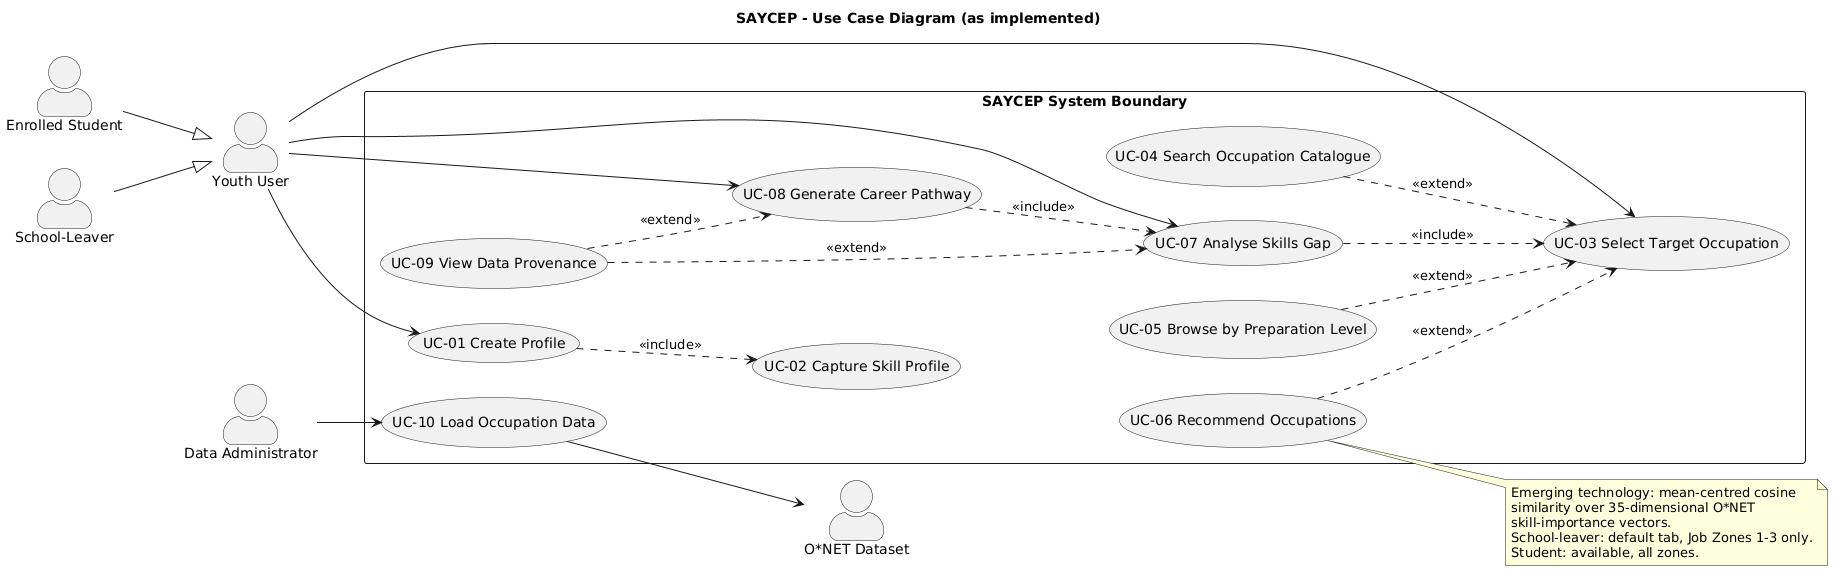 SAYCEP - Use Case Diagram (as implemented)
Enrolled Student
School-Leaver
Youth User
SAYCEP System Boundary
UC-04 Search Occupation Catalogue
«extend»
UC-08 Generate Career Pathway
«include»
«extend»
UC-07 Analyse Skills Gap
«include»
UC-03 Select Target Occupation
UC-09 View Data Provenance
«extend»
«extend»
UC-05 Browse by Preparation Level
«extend»
UC-01 Create Profile
«include»
UC-02 Capture Skill Profile
UC-10 Load Occupation Data
UC-06 Recommend Occupations
Data Administrator
O*NET Dataset
Emerging technology: mean-centred cosine
similarity over 35-dimensional O*NET
skill-importance vectors.
School-leaver: default tab, Job Zones 1-3 only.
Student: available, all zones.